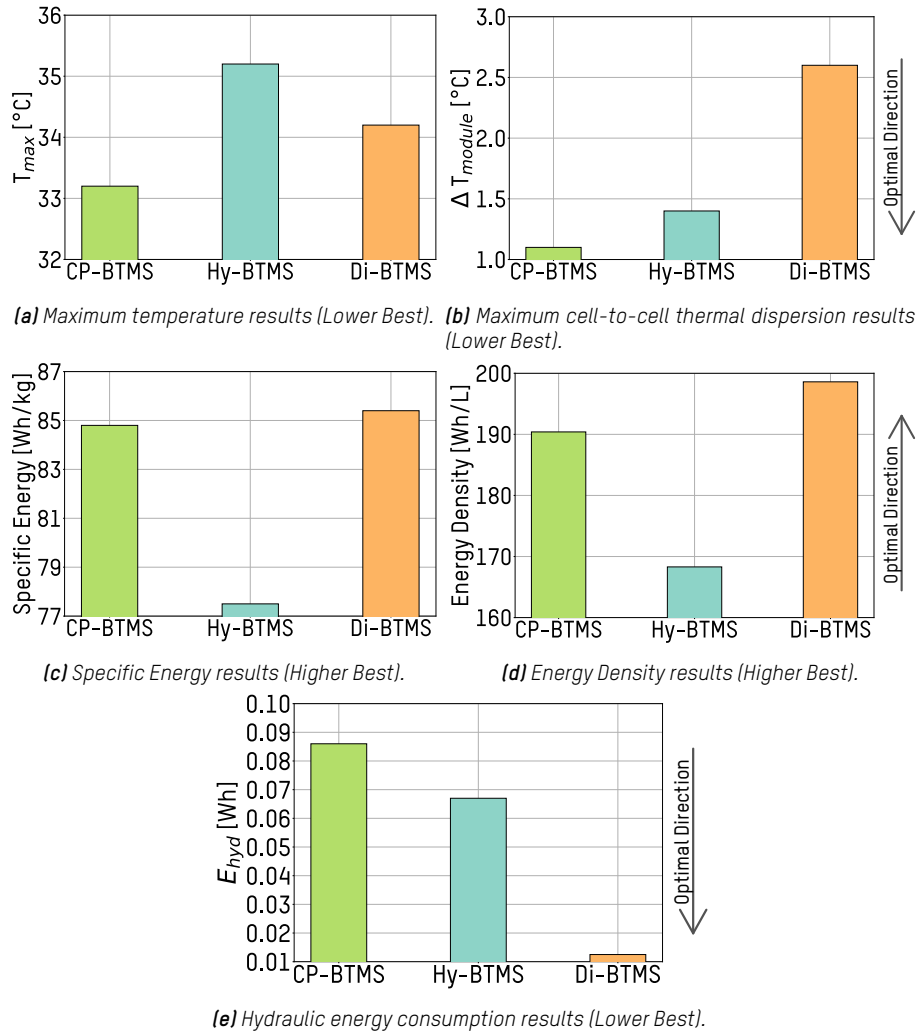 36
35
34
33
32
T_max [°C]
CP-BTMS Hy-BTMS Di-BTMS
(a) Maximum temperature results (Lower Best).
3.0
2.5
2.0
1.5
1.0
Δ T_module [°C]
CP-BTMS Hy-BTMS Di-BTMS
Optimal Direction
(b) Maximum cell-to-cell thermal dispersion results
(Lower Best).
87
85
83
81
79
77
Specific Energy [Wh/kg]
CP-BTMS Hy-BTMS Di-BTMS
(c) Specific Energy results (Higher Best).
200
190
180
170
160
Energy Density [Wh/L]
CP-BTMS Hy-BTMS Di-BTMS
Optimal Direction
(d) Energy Density results (Higher Best).
0.10
0.09
0.08
0.07
0.06
0.05
0.04
0.03
0.02
0.01
E_hyd [Wh]
CP-BTMS Hy-BTMS Di-BTMS
Optimal Direction
(e) Hydraulic energy consumption results (Lower Best).